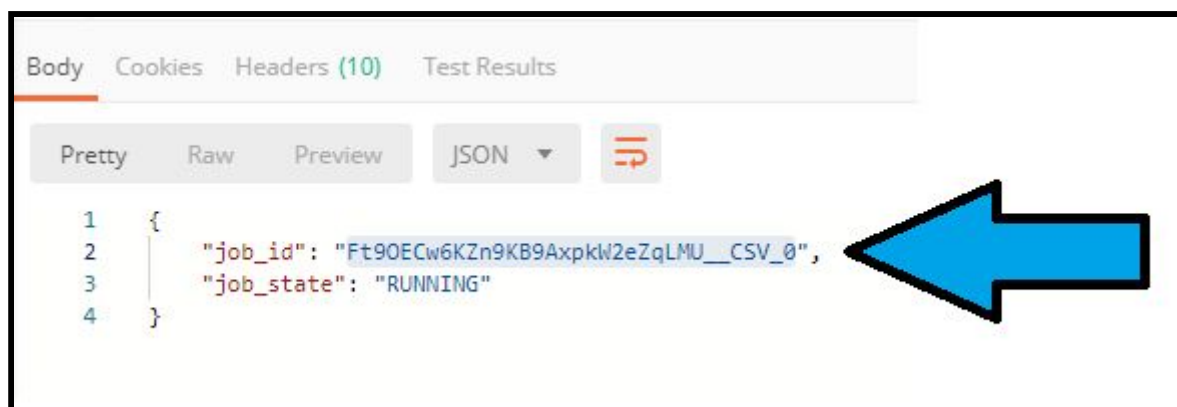 Body Cookies Headers (10) Test Results
Pretty Raw Preview JSON
1 {
2 "job_id": "Ft9OECw6KZn9KB9AxpkW2eZqLMU__CSV_0",
3 "job_state": "RUNNING"
4 }